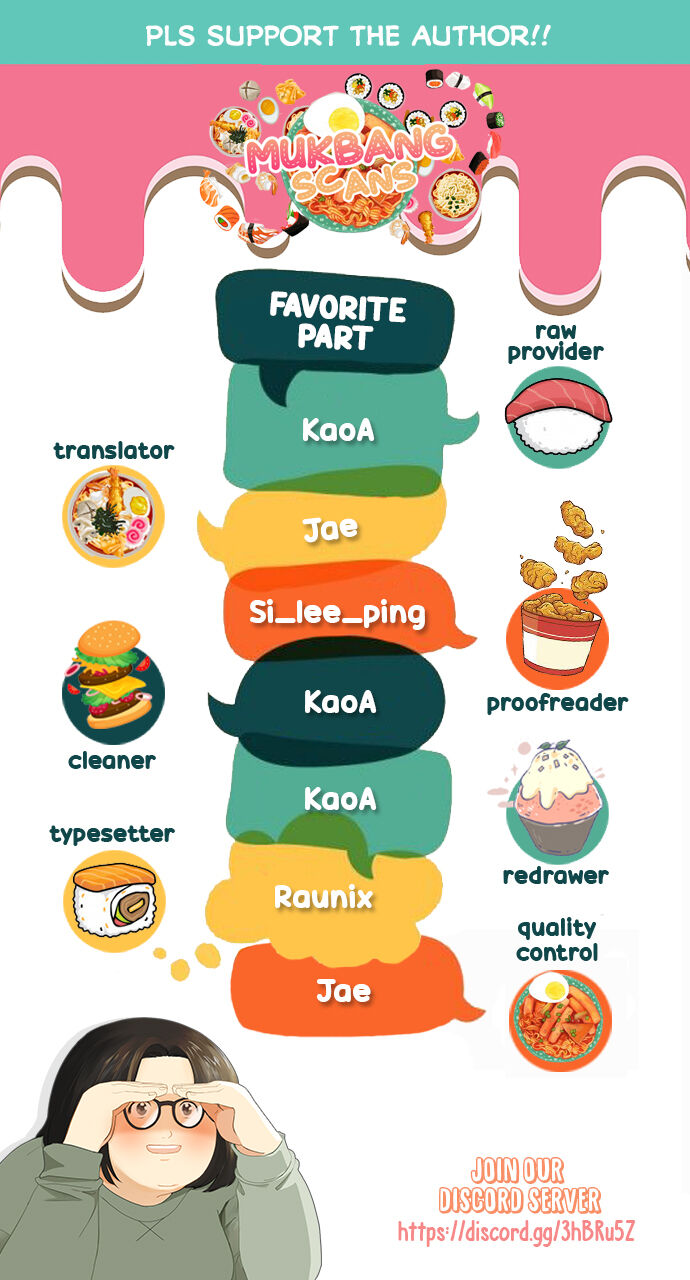 PLS SUPPORT THE AUTHOR!!
MUKBANG
SCANS
FAVORITE
PART
raw
provider
KaoA
translator
Jae
Si_lee_ping
proofreader
KaoA
cleaner
KaoA
redrawer
typesetter
Raunix
quality
control
Jae
JOIN OUR
DISCORD SERVER
https://discord.gg/3hBRu5Z